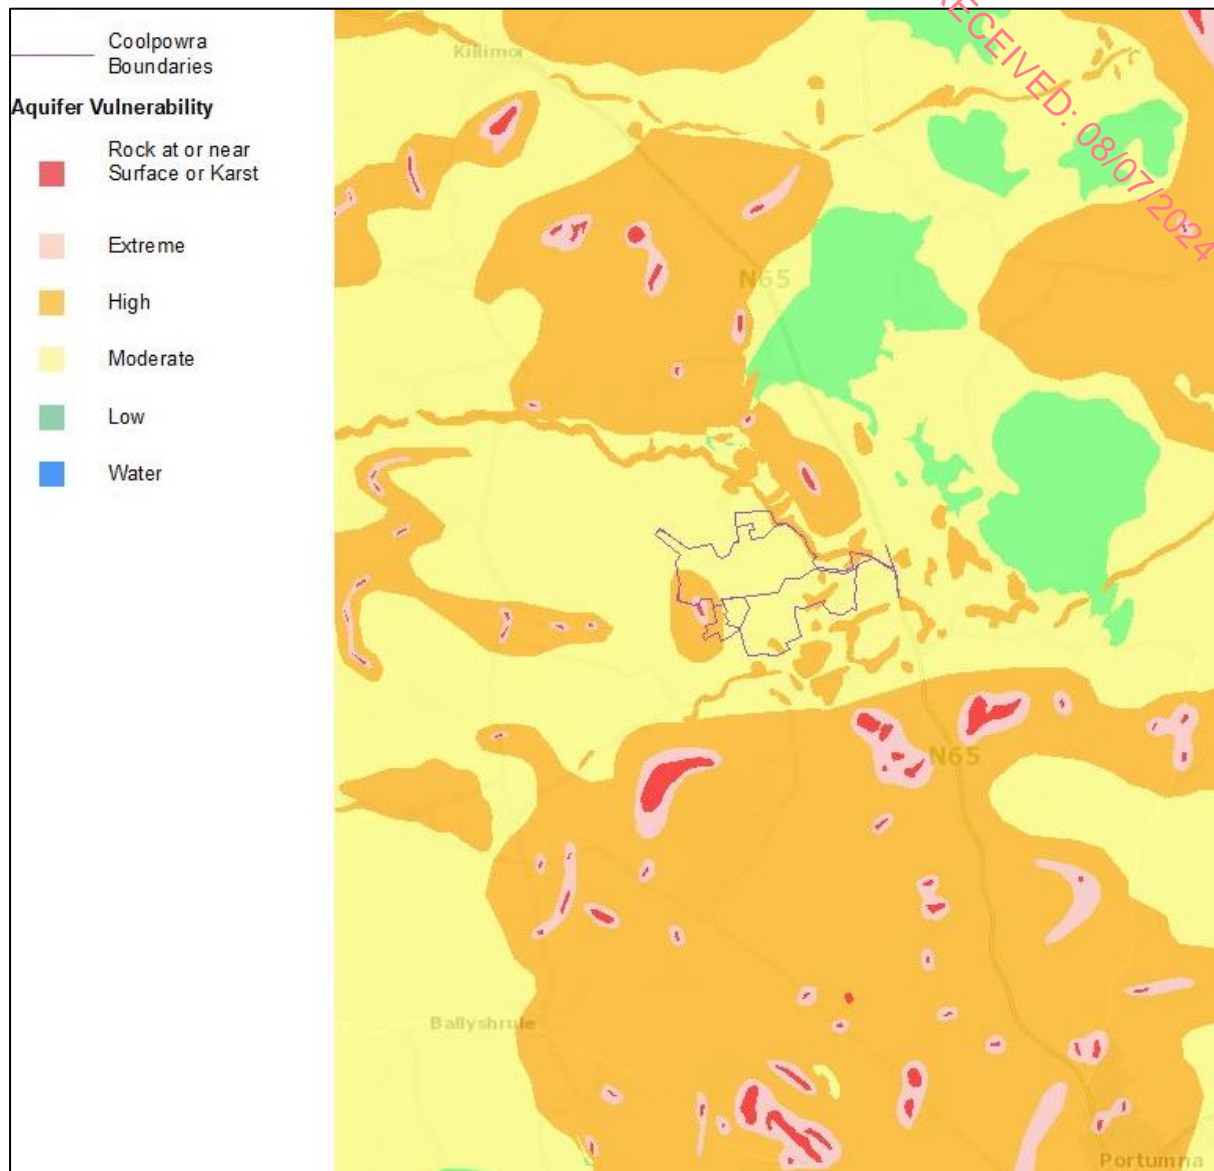 Coolpowra
Boundaries
Aquifer Vulnerability
Rock at or near
Surface or Karst
Extreme
High
Moderate
Low
Water
Killimor
RECEIVED: 08/07/2024
N65
N65
Ballyshrule
Portumna